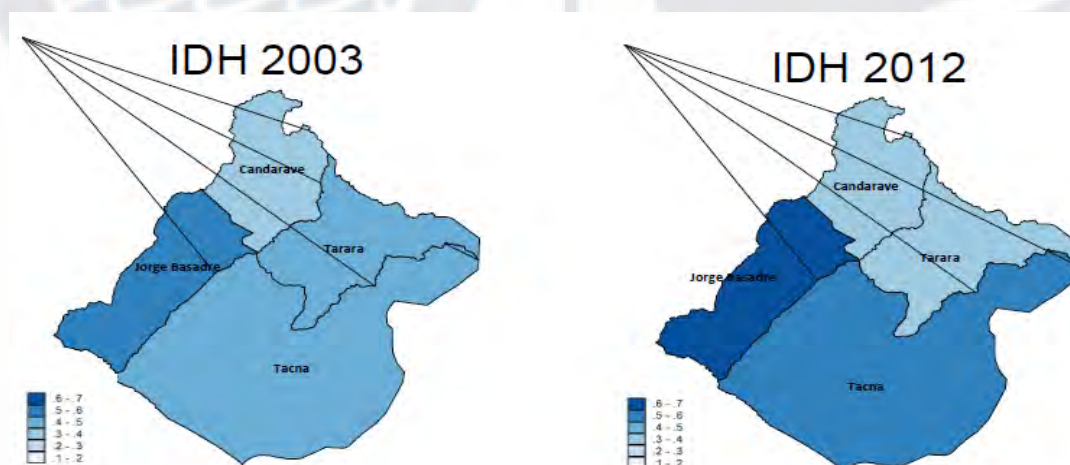 IDH 2003
Candarave
Tarara
Jorge Basadre
Tacna
.6 - .7
.5 - .6
.4 - .5
.3 - .4
.2 - .3
.1 - .2
IDH 2012
Candarave
Tarara
Jorge Basadre
Tacna
.6 - .7
.5 - .6
.4 - .5
.3 - .4
.2 - .3
.1 - .2